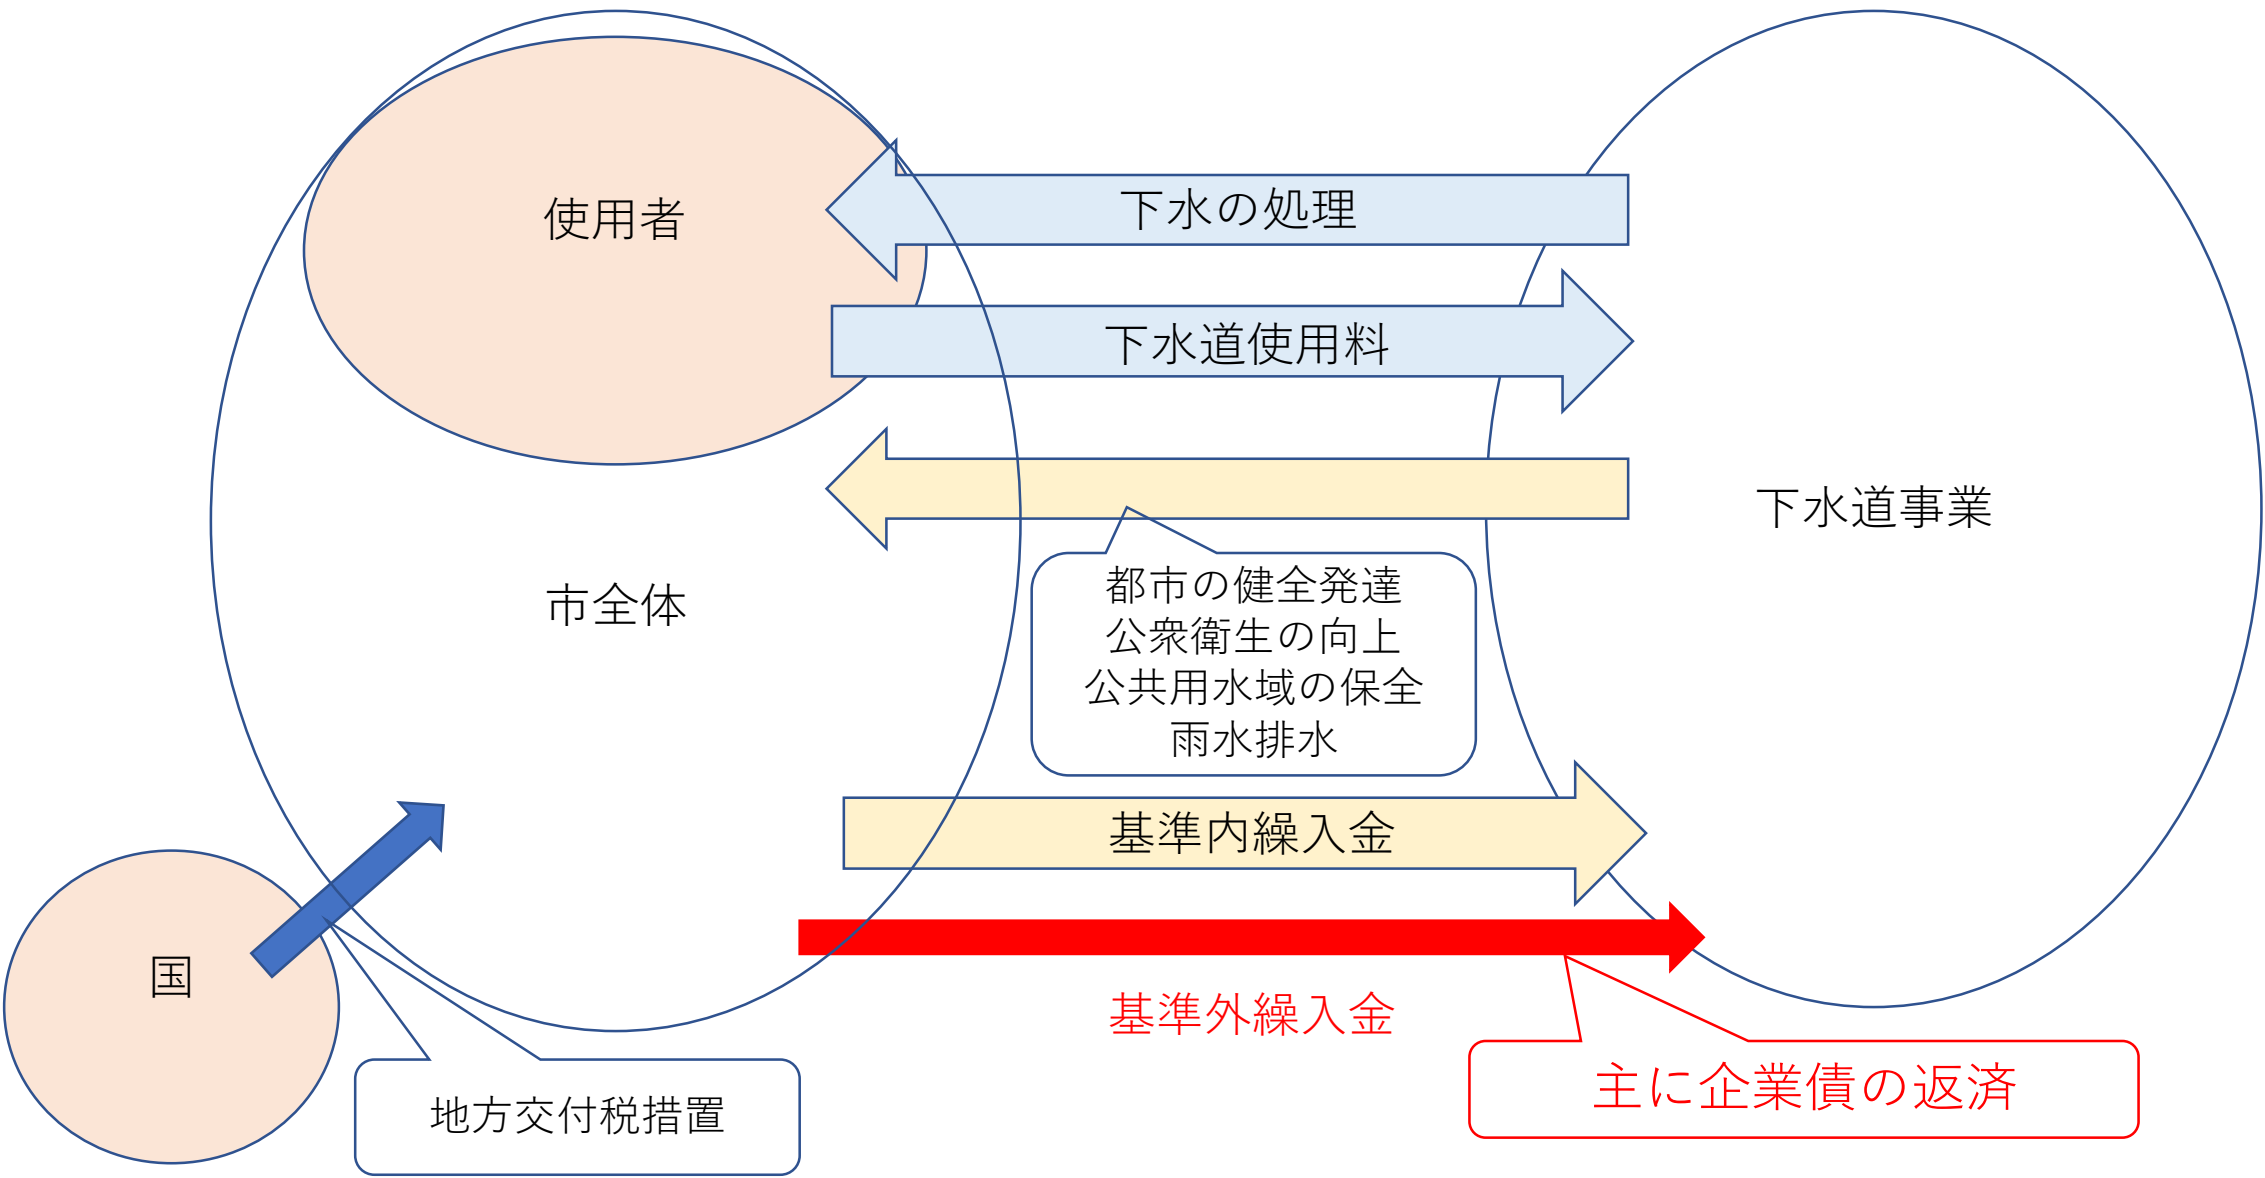 使用者
下水の処理
下水道使用料
下水道事業
都市の健全発達
公衆衛生の向上
公共用水域の保全
雨水排水
市全体
基準内繰入金
国
基準外繰入金
主に企業債の返済
地方交付税措置